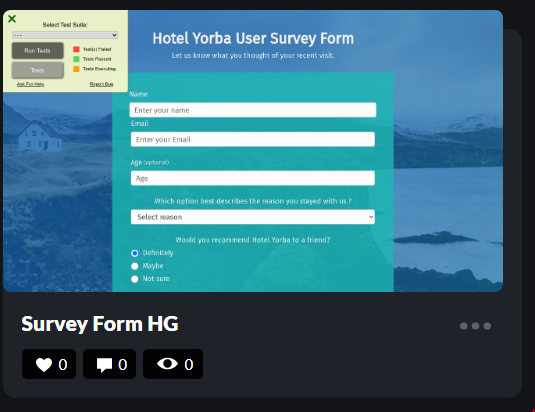 Select Test Suite:
---
Run Tests
Test(s) Failed
Tests Passed
Tests
Tests Executing
Ask For Help
Report Bug
Hotel Yorba User Survey Form
Let us know what you thought of your recent visit.
Name
Enter your name
Email
Enter your Email
Age (optional)
Age
Which option best describes the reason you stayed with us ?
Select reason
Would you recommend Hotel Yorba to a friend?
Definitely
Maybe
Not sure
Survey Form HG
0 0 0